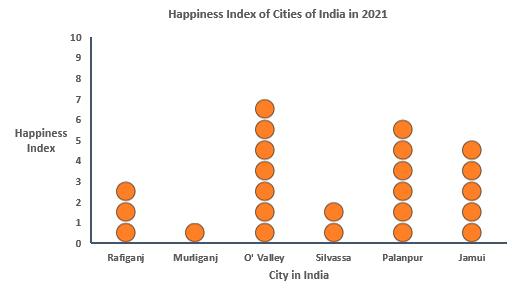 Happiness Index of Cities of India in 2021
10
9
8
7
6
5
4
3
2
1
0
Happiness
Index
Rafiganj Murliganj O' Valley Silvassa Palanpur Jamui
City in India